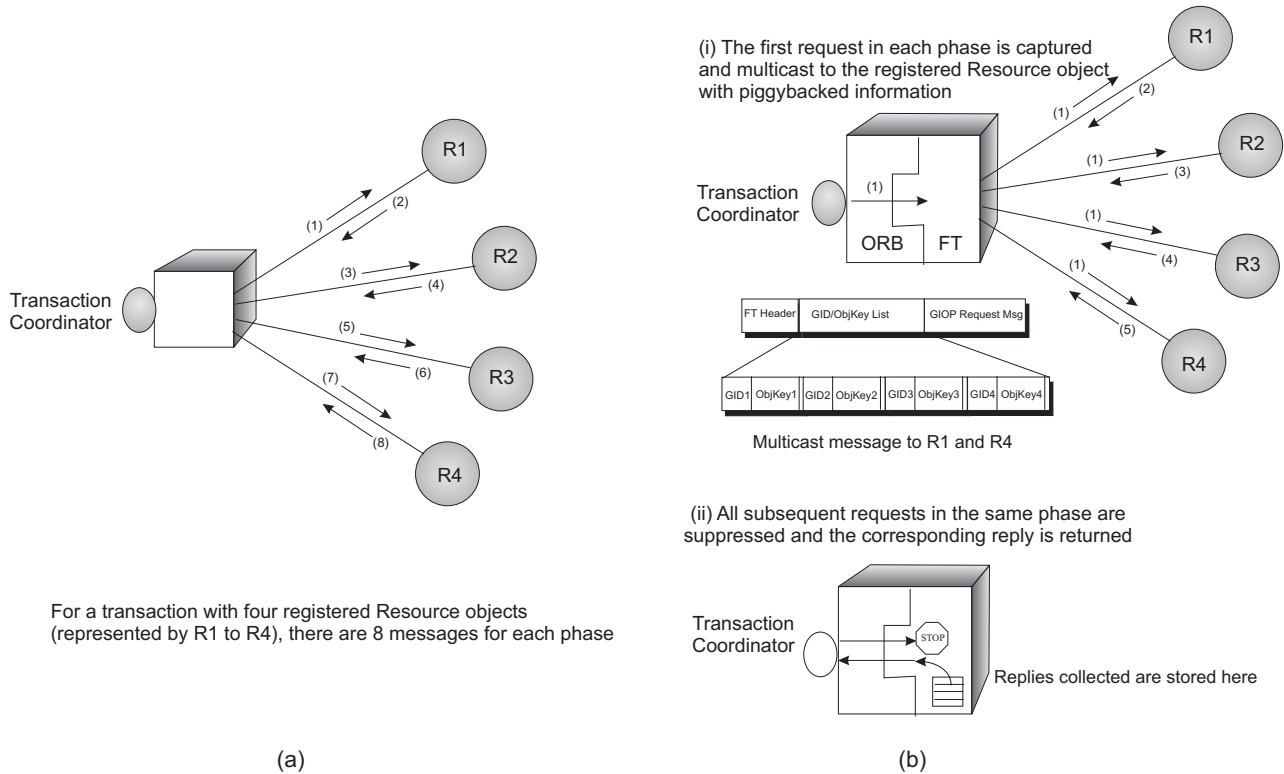 R1
(1)
(2)
R2
(3)
(4)
Transaction
Coordinator
(5)
(6)
R3
(7)
(8)
R4
For a transaction with four registered Resource objects
(represented by R1 to R4), there are 8 messages for each phase
(a)
(i) The first request in each phase is captured
and multicast to the registered Resource object
with piggybacked information
R1
(1)
(2)
R2
(1)
(3)
Transaction
Coordinator
(1)
ORB
FT
(1)
(4)
R3
(1)
(5)
R4
FT Header
GID/ObjKey List
GIOP Request Msg
GID1 ObjKey1 GID2 ObjKey2 GID3 ObjKey3 GID4 ObjKey4
Multicast message to R1 and R4
(ii) All subsequent requests in the same phase are
suppressed and the corresponding reply is returned
Transaction
Coordinator
STOP
Replies collected are stored here
(b)